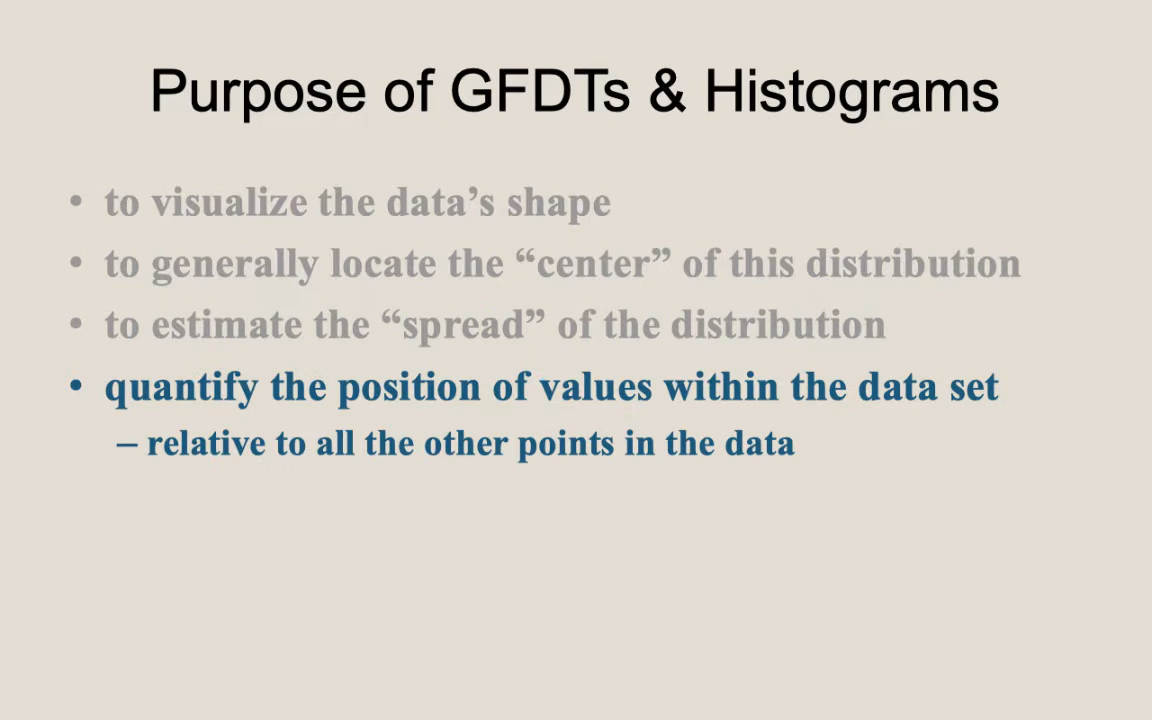 Purpose of GFDTs & Histograms
• to visualize the data’s shape
• to generally locate the “center” of this distribution
• to estimate the “spread” of the distribution
• quantify the position of values within the data set
– relative to all the other points in the data